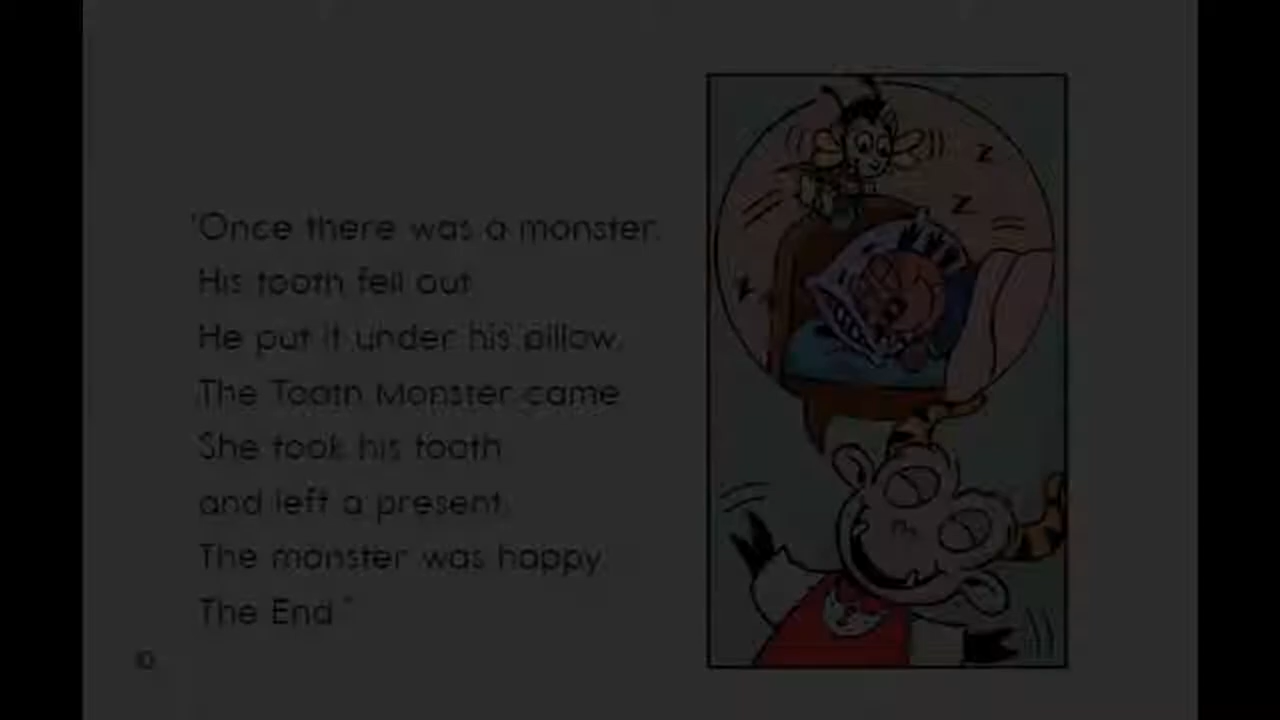 "Once there was a monster.
His tooth fell out.
He put it under his pillow.
The Tooth Monster came.
She took his tooth
and left a present.
The monster was happy.
The End."
z
z
z
10